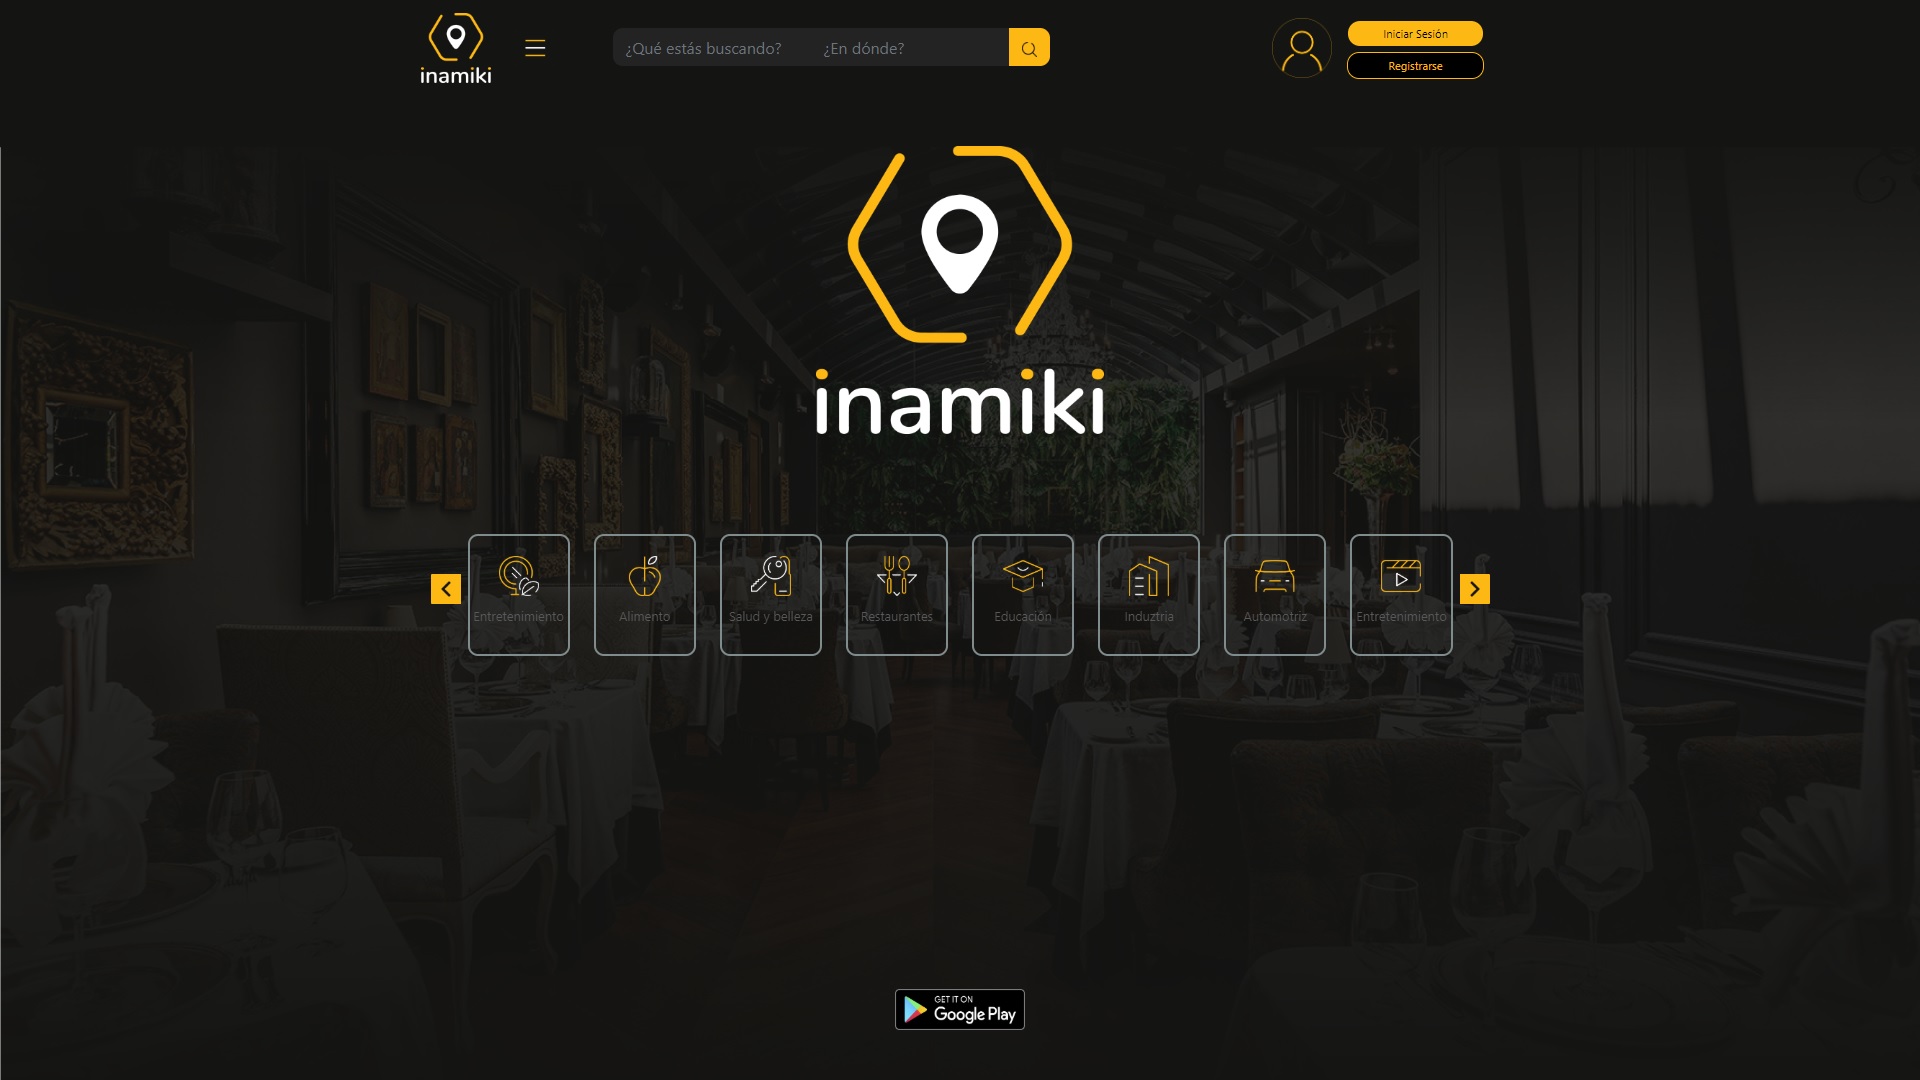 inamiki
¿Qué estás buscando?
¿En dónde?
Iniciar Sesión
Registrarse
inamiki
Entretenimiento
Alimento
Salud y belleza
Restaurantes
Educación
Induztria
Automotriz
Entretenimiento
GET IT ON
Google Play